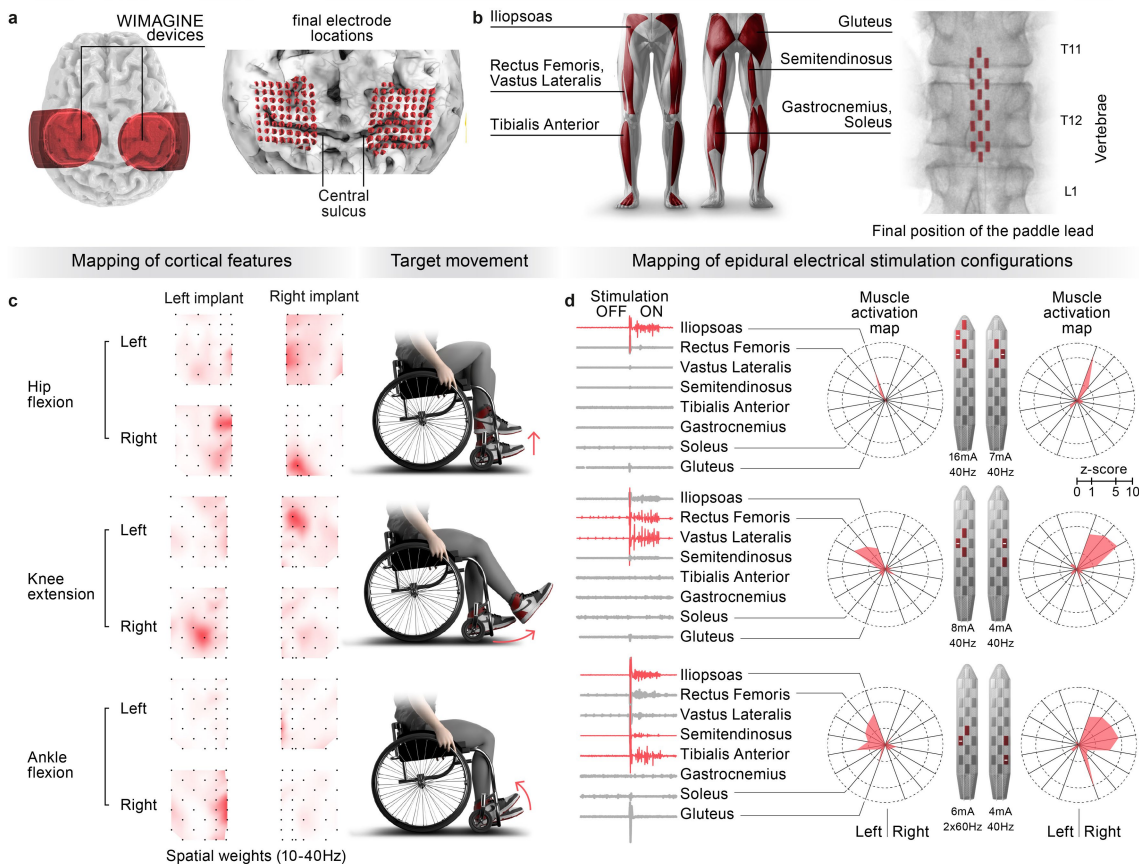 a
WIMAGINE
devices
final electrode
locations
Central
sulcus
b
Iliopsoas
Rectus Femoris,
Vastus Lateralis
Tibialis Anterior
Gluteus
Semitendinosus
Gastrocnemius,
Soleus
T11
T12
L1
Vertebrae
Final position of the paddle lead
Mapping of cortical features
Target movement
Mapping of epidural electrical stimulation configurations
c
Left implant
Right implant
Hip
flexion
Left
Right
Knee
extension
Left
Right
Ankle
flexion
Left
Right
Spatial weights (10-40Hz)
d
Stimulation
OFF ON
Muscle
activation
map
Muscle
activation
map
Iliopsoas
Rectus Femoris
Vastus Lateralis
Semitendinosus
Tibialis Anterior
Gastrocnemius
Soleus
Gluteus
16mA
40Hz
7mA
40Hz
z-score
0 1 5 10
Iliopsoas
Rectus Femoris
Vastus Lateralis
Semitendinosus
Tibialis Anterior
Gastrocnemius
Soleus
Gluteus
8mA
40Hz
4mA
40Hz
Iliopsoas
Rectus Femoris
Vastus Lateralis
Semitendinosus
Tibialis Anterior
Gastrocnemius
Soleus
Gluteus
6mA
2x60Hz
4mA
40Hz
Left Right
Left Right